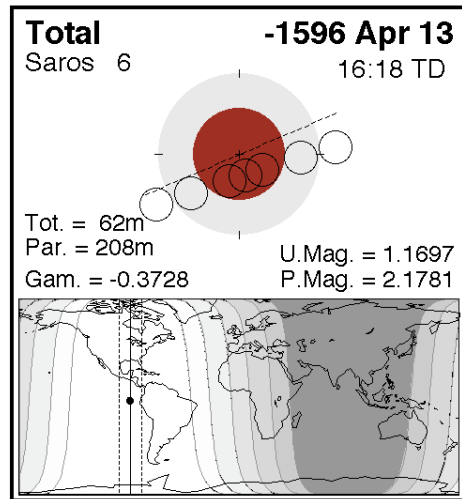 Total -1596 Apr 13
Saros 6 16:18 TD
Tot. = 62m
Par. = 208m
Gam. = -0.3728
U.Mag. = 1.1697
P.Mag. = 2.1781